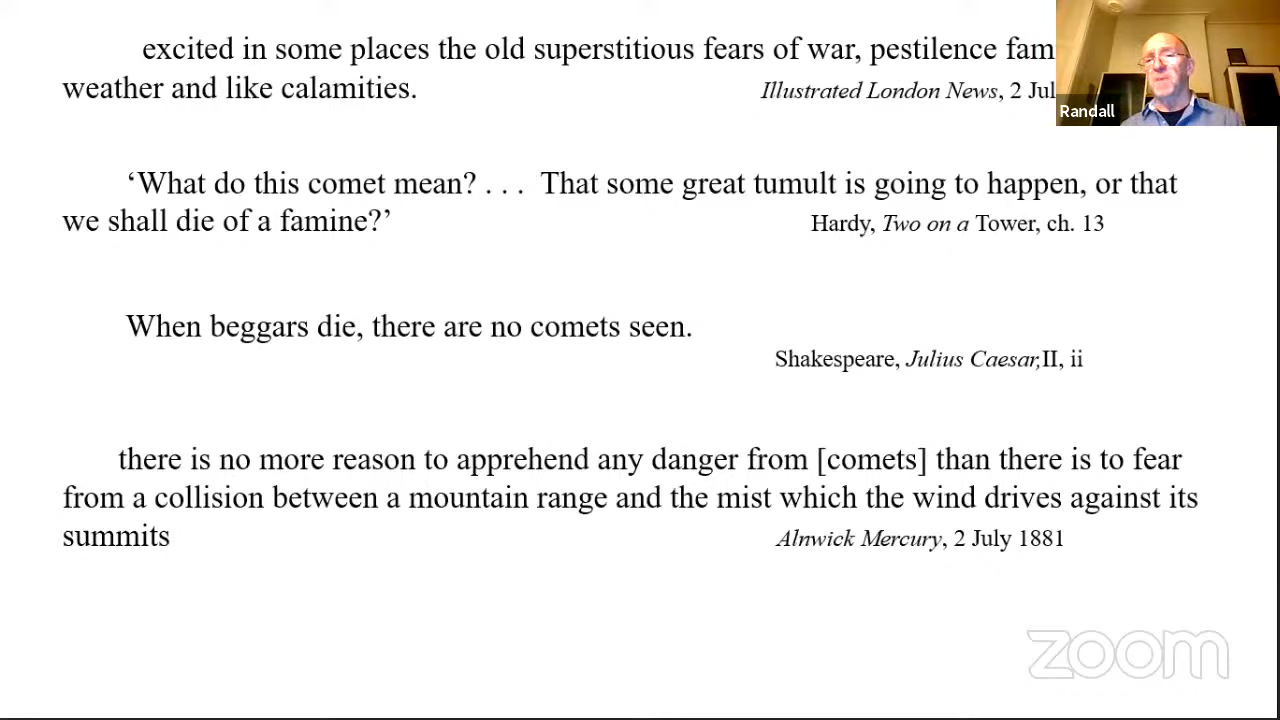 excited in some places the old superstitious fears of war, pestilence
weather and like calamities.
Illustrated London News, 2
Randall
‘What do this comet mean? . . . That some great tumult is going to happen, or that
we shall die of a famine?’
Hardy, Two on a Tower, ch. 13
When beggars die, there are no comets seen.
Shakespeare, Julius Caesar,II, ii
there is no more reason to apprehend any danger from [comets] than there is to fear
from a collision between a mountain range and the mist which the wind drives against its
summits
Alnwick Mercury, 2 July 1881
zoom